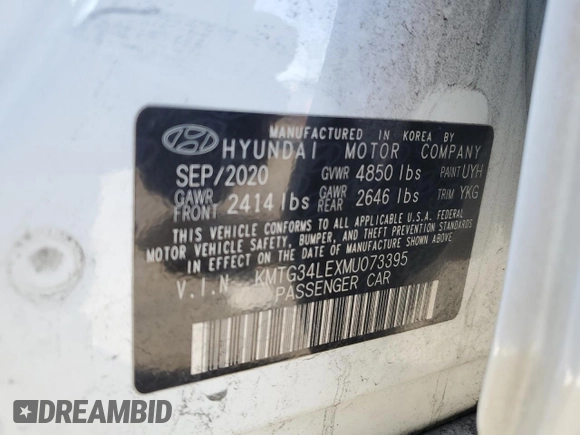 MANUFACTURED IN KOREA BY
HYUNDAI MOTOR COMPANY
SEP/2020 GVWR 4850 lbs PAINT UYH
GAWR FRONT 2414 lbs GAWR REAR 2646 lbs TRIM YKG
THIS VEHICLE CONFORMS TO ALL APPLICABLE U.S.A. FEDERAL
MOTOR VEHICLE SAFETY, BUMPER, AND THEFT PREVENTION STANDARDS
IN EFFECT ON THE DATE OF MANUFACTURE SHOWN ABOVE.
V.I.N. KMTG34LEXMU073395
PASSENGER CAR
DREAMBID